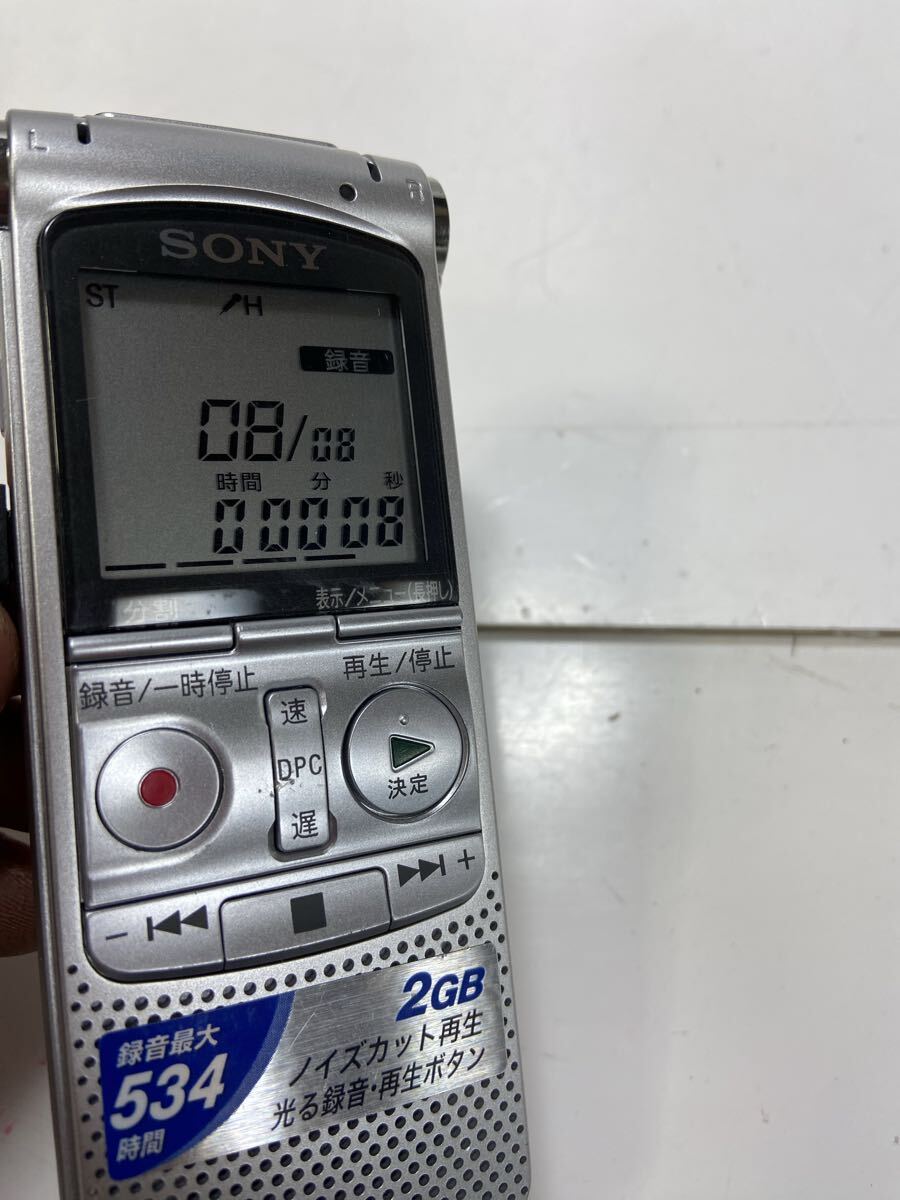 L R
SONY
ST H
録音
08/08
時間 分 秒
00008
分割 表示/メニュー(長押し)
録音/一時停止 再生/停止
速
DPC
遅
決定
− +
2GB
ノイズカット再生
光る録音・再生ボタン
録音最大
534
時間